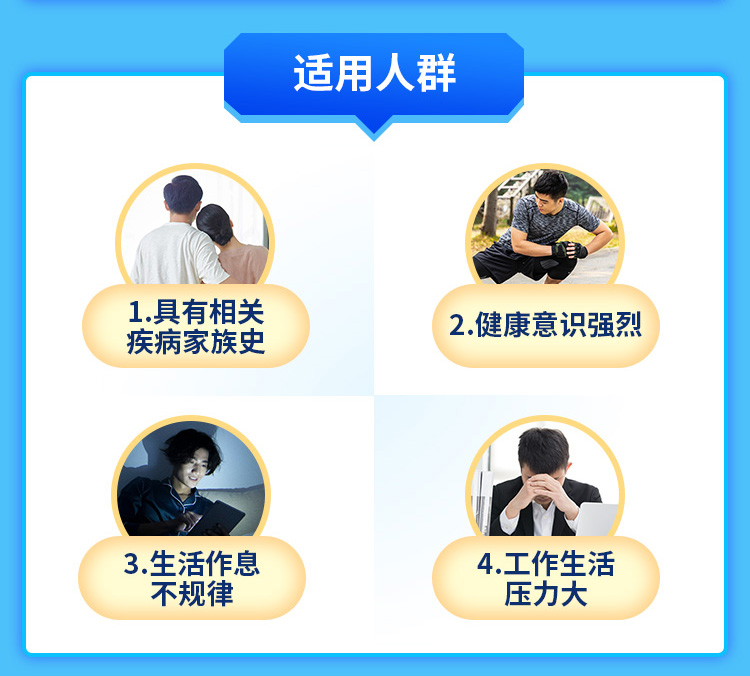 适用人群
1.具有相关
疾病家族史
2.健康意识强烈
3.生活作息
不规律
4.工作生活
压力大